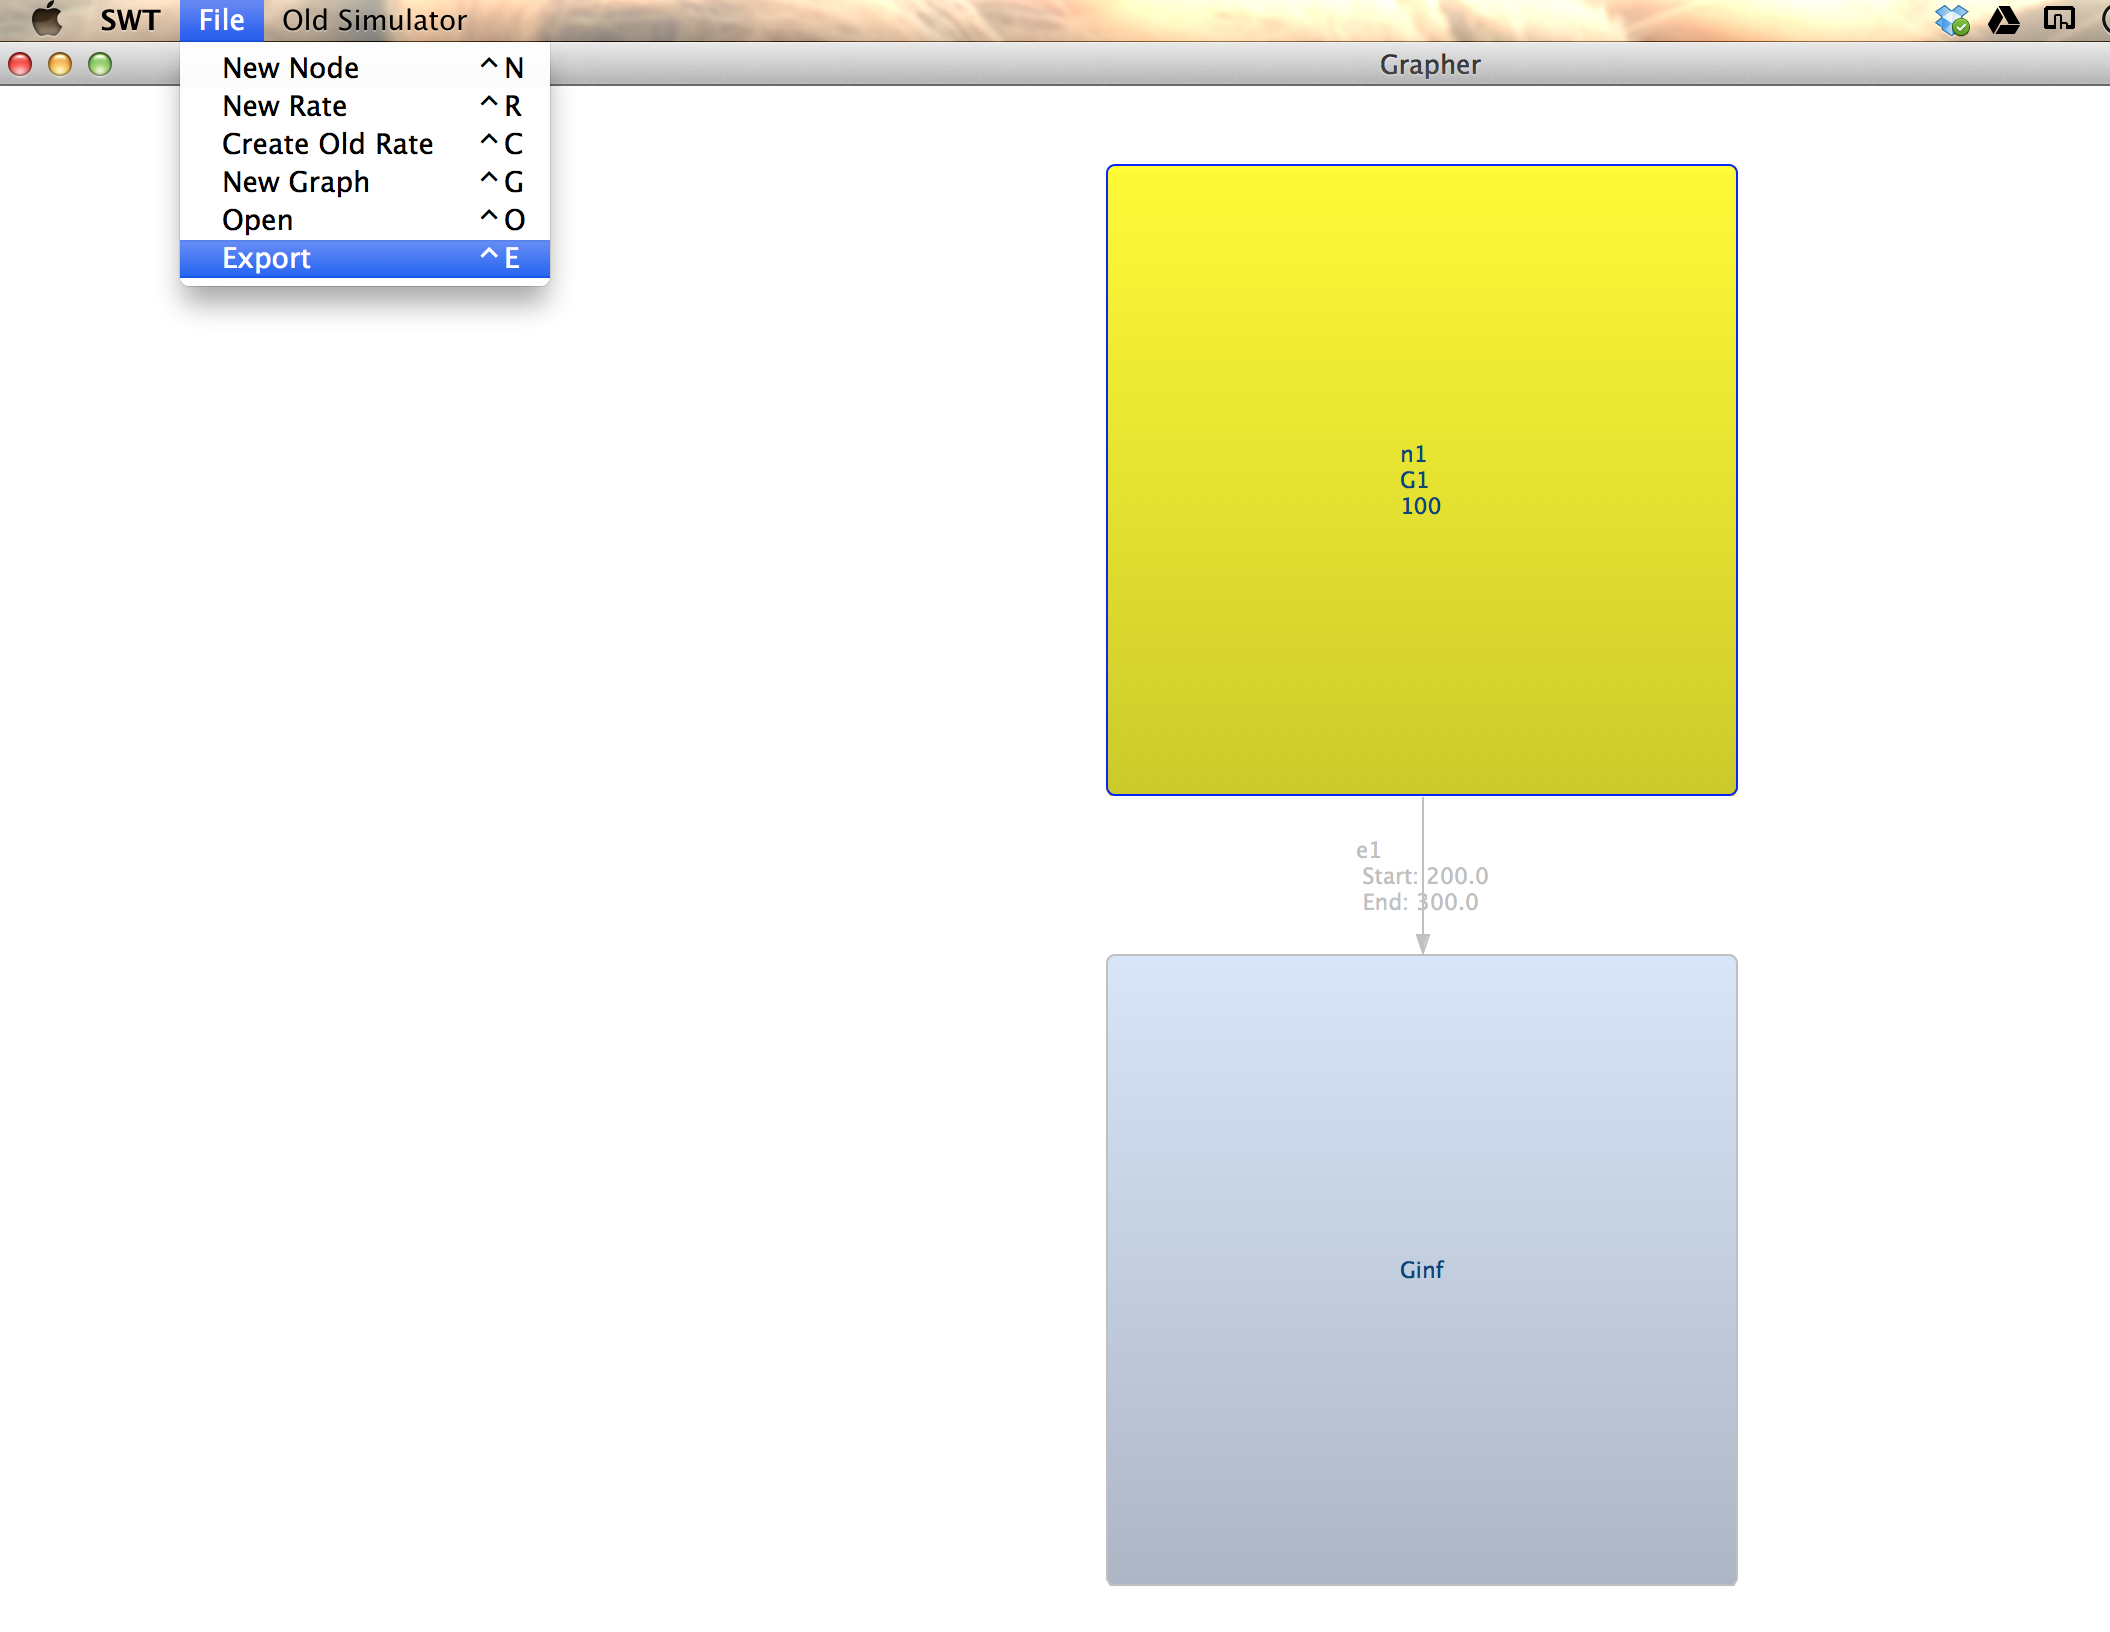 SWT File Old Simulator
Grapher
New Node ^N
New Rate ^R
Create Old Rate ^C
New Graph ^G
Open ^O
Export ^E
n1
G1
100
e1
Start: 200.0
End: 300.0
Ginf